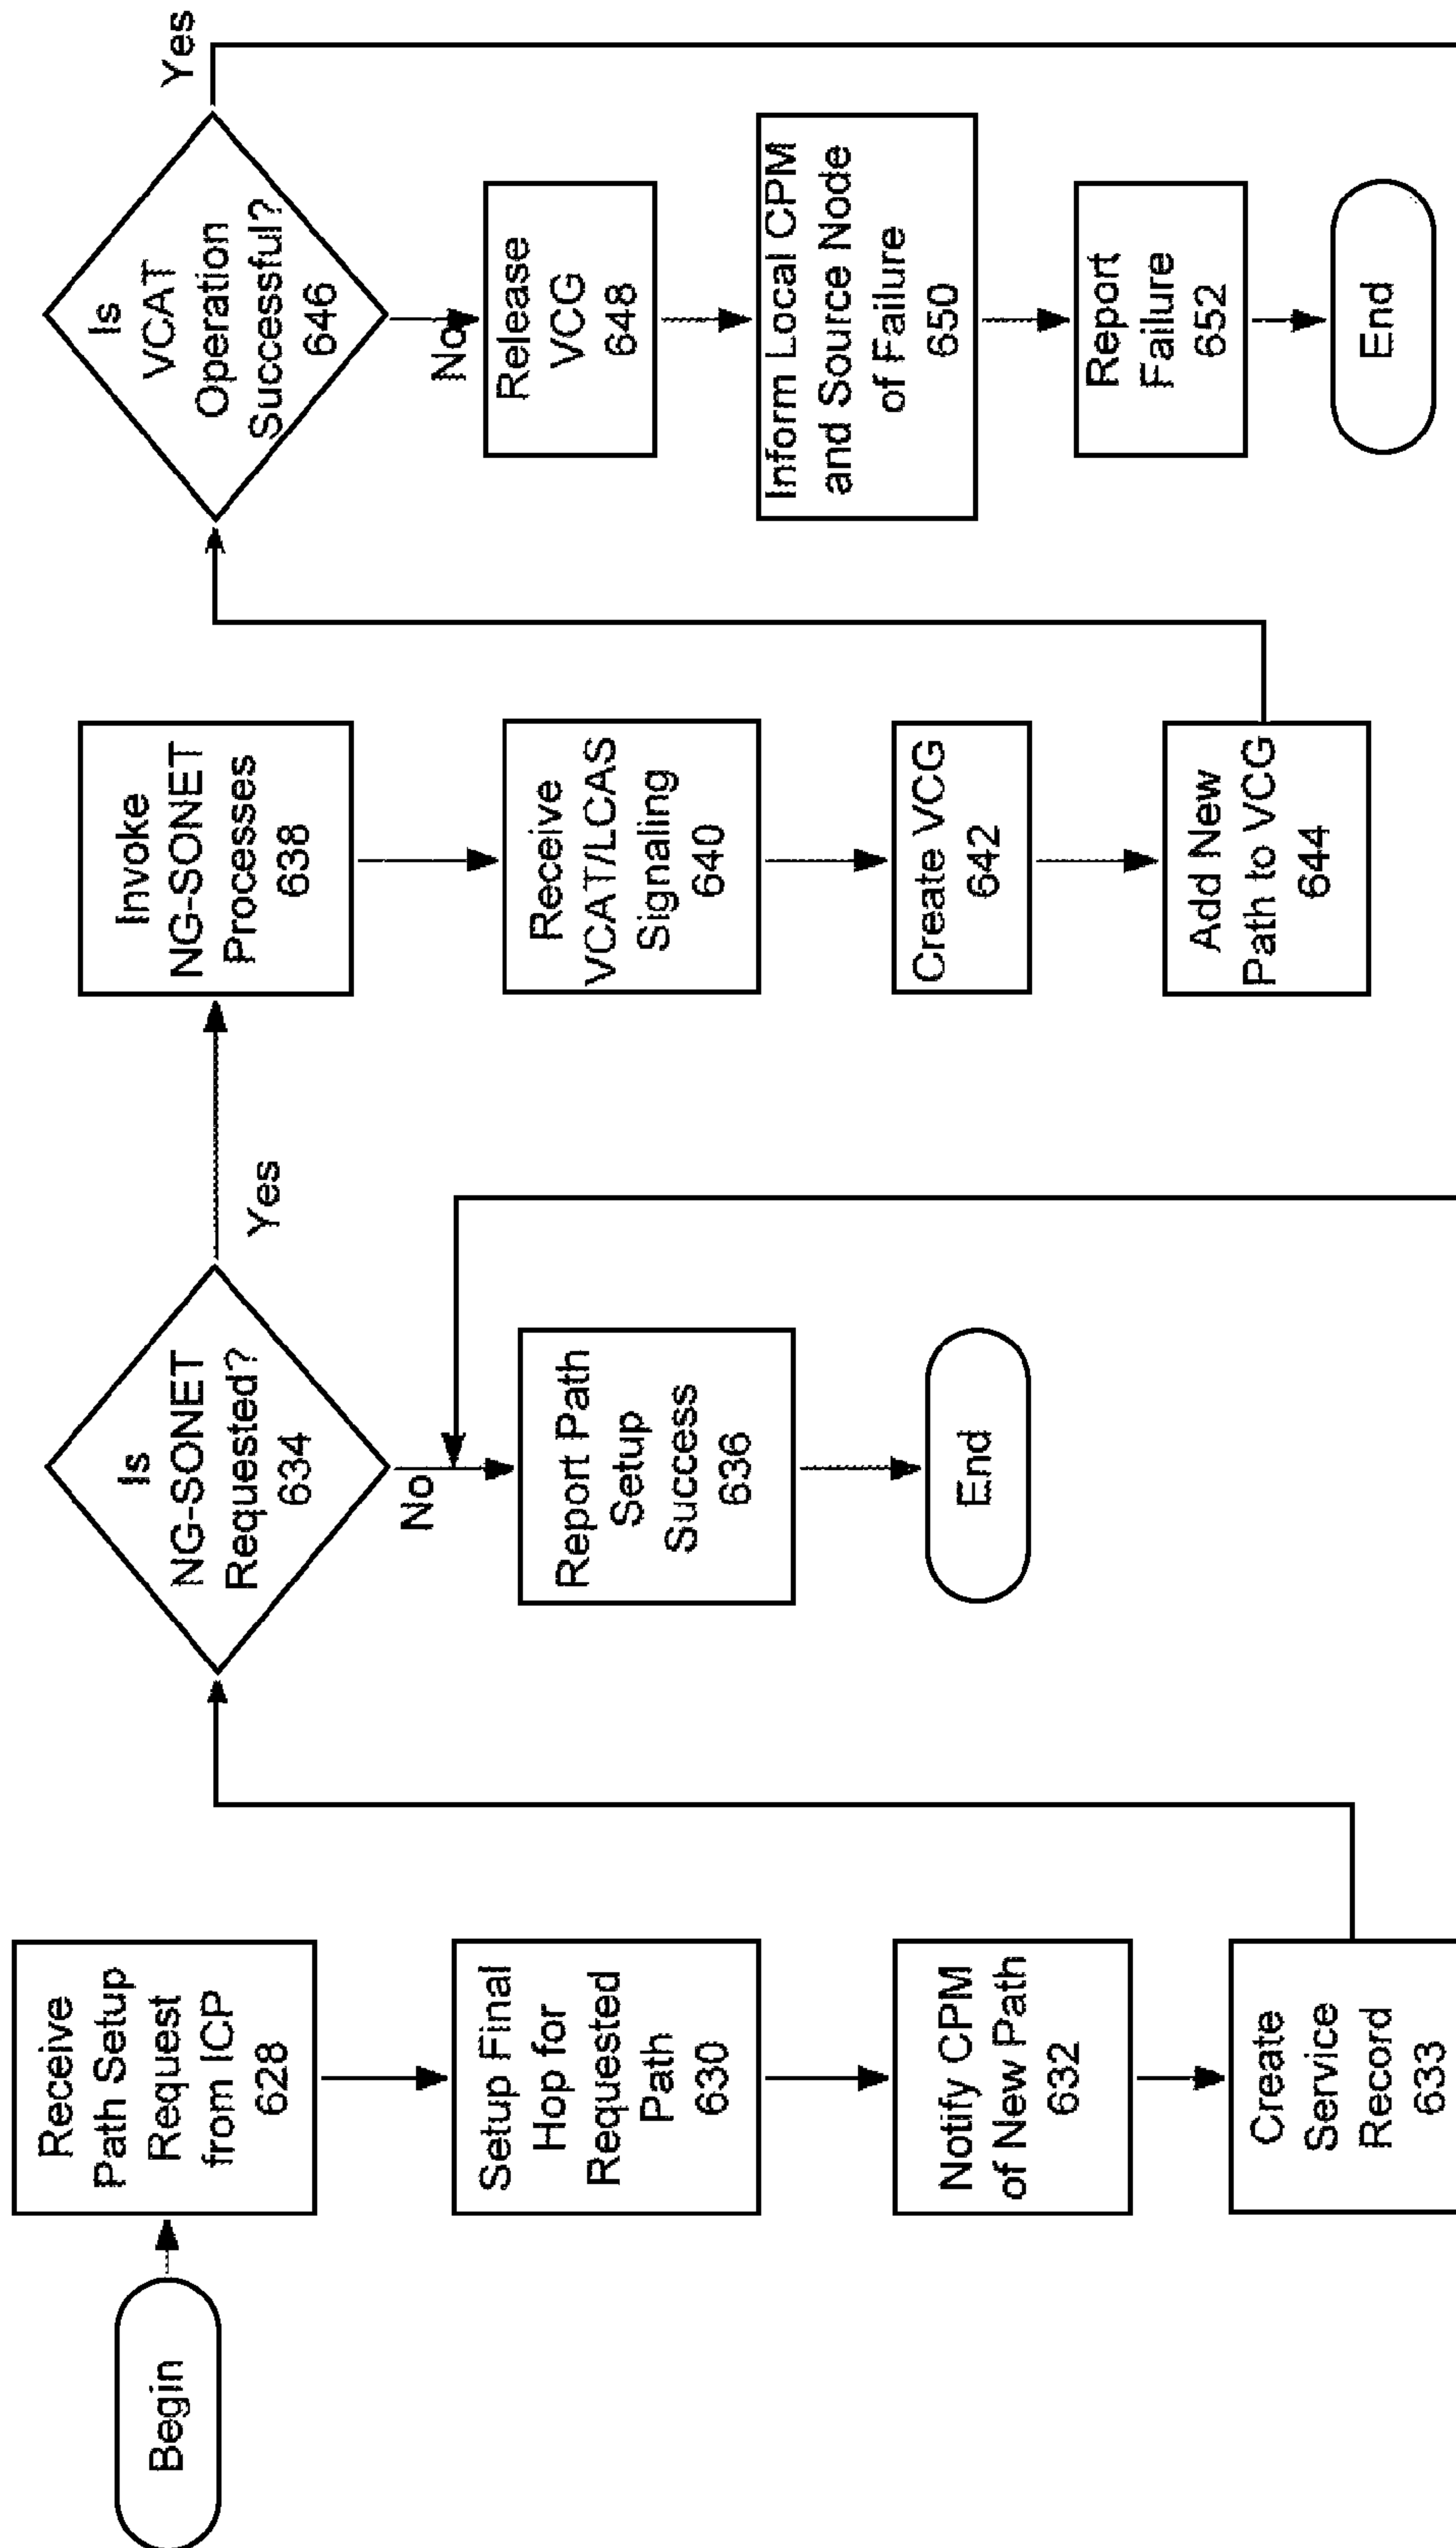 Begin
Receive
Path Setup
Request
from ICP
628
Setup Final
Hop for
Requested
Path
630
Notify CPM
of New Path
632
Create
Service
Record
633
Is
NG-SONET
Requested?
634
Yes
No
Report Path
Setup
Success
636
End
Invoke
NG-SONET
Processes
638
Receive
VCAT/LCAS
Signaling
640
Create VCG
642
Add New
Path to VCG
644
Is
VCAT
Operation
Successful?
646
Yes
No
Release
VCG
648
Inform Local CPM
and Source Node
of Failure
650
Report
Failure
652
End